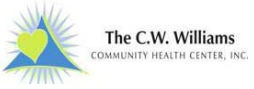 The C.W. Williams
COMMUNITY HEALTH CENTER, INC.